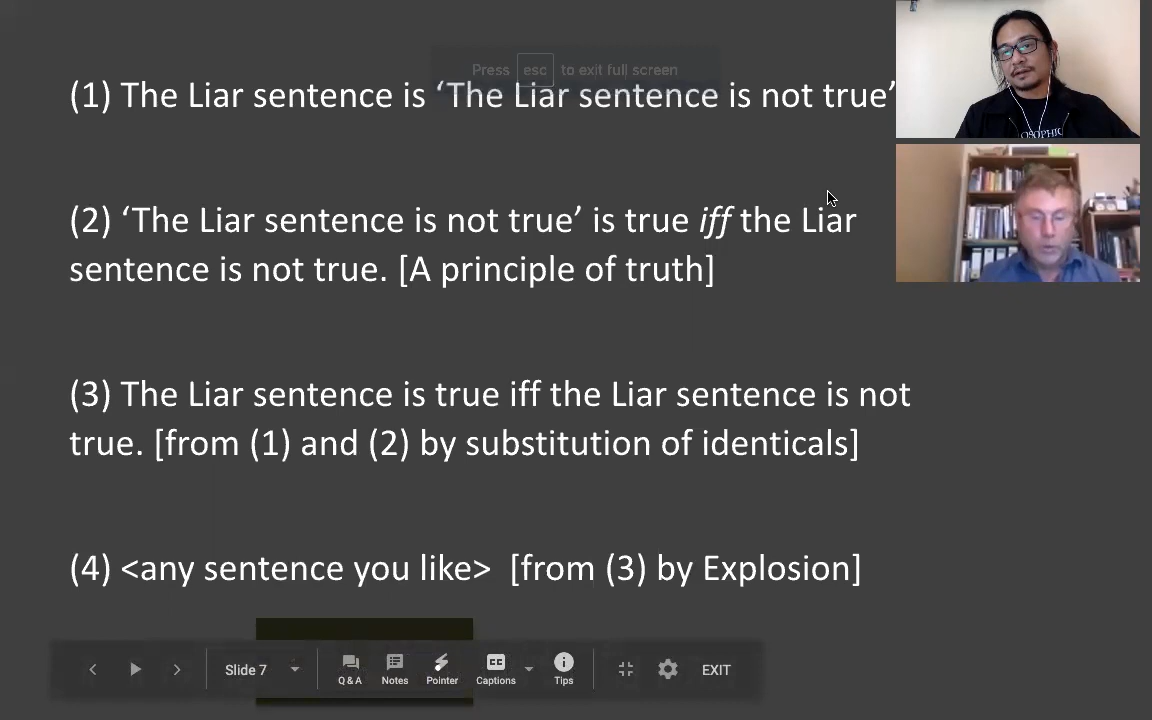 Press esc to exit full screen
(1) The Liar sentence is ‘The Liar sentence is not true’
(2) ‘The Liar sentence is not true’ is true iff the Liar
sentence is not true. [A principle of truth]
(3) The Liar sentence is true iff the Liar sentence is not
true. [from (1) and (2) by substitution of identicals]
(4) <any sentence you like> [from (3) by Explosion]
Slide 7
Q & A
Notes
Pointer
CC
Captions
Tips
EXIT